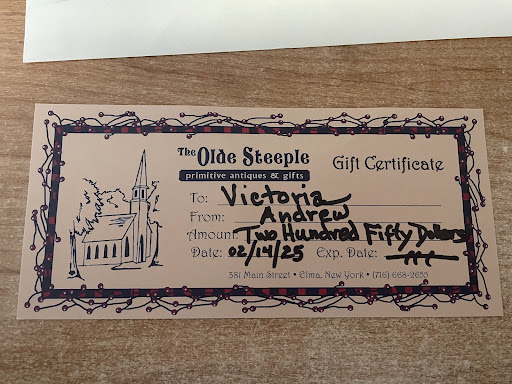 The Olde Steeple
primitive antiques & gifts
Gift Certificate
To: Victoria
From: Andrew
Amount: Two Hundred Fifty Dollars
Date: 02/14/25 Exp. Date:
381 Main Street • Elma, New York • (716) 668-2655